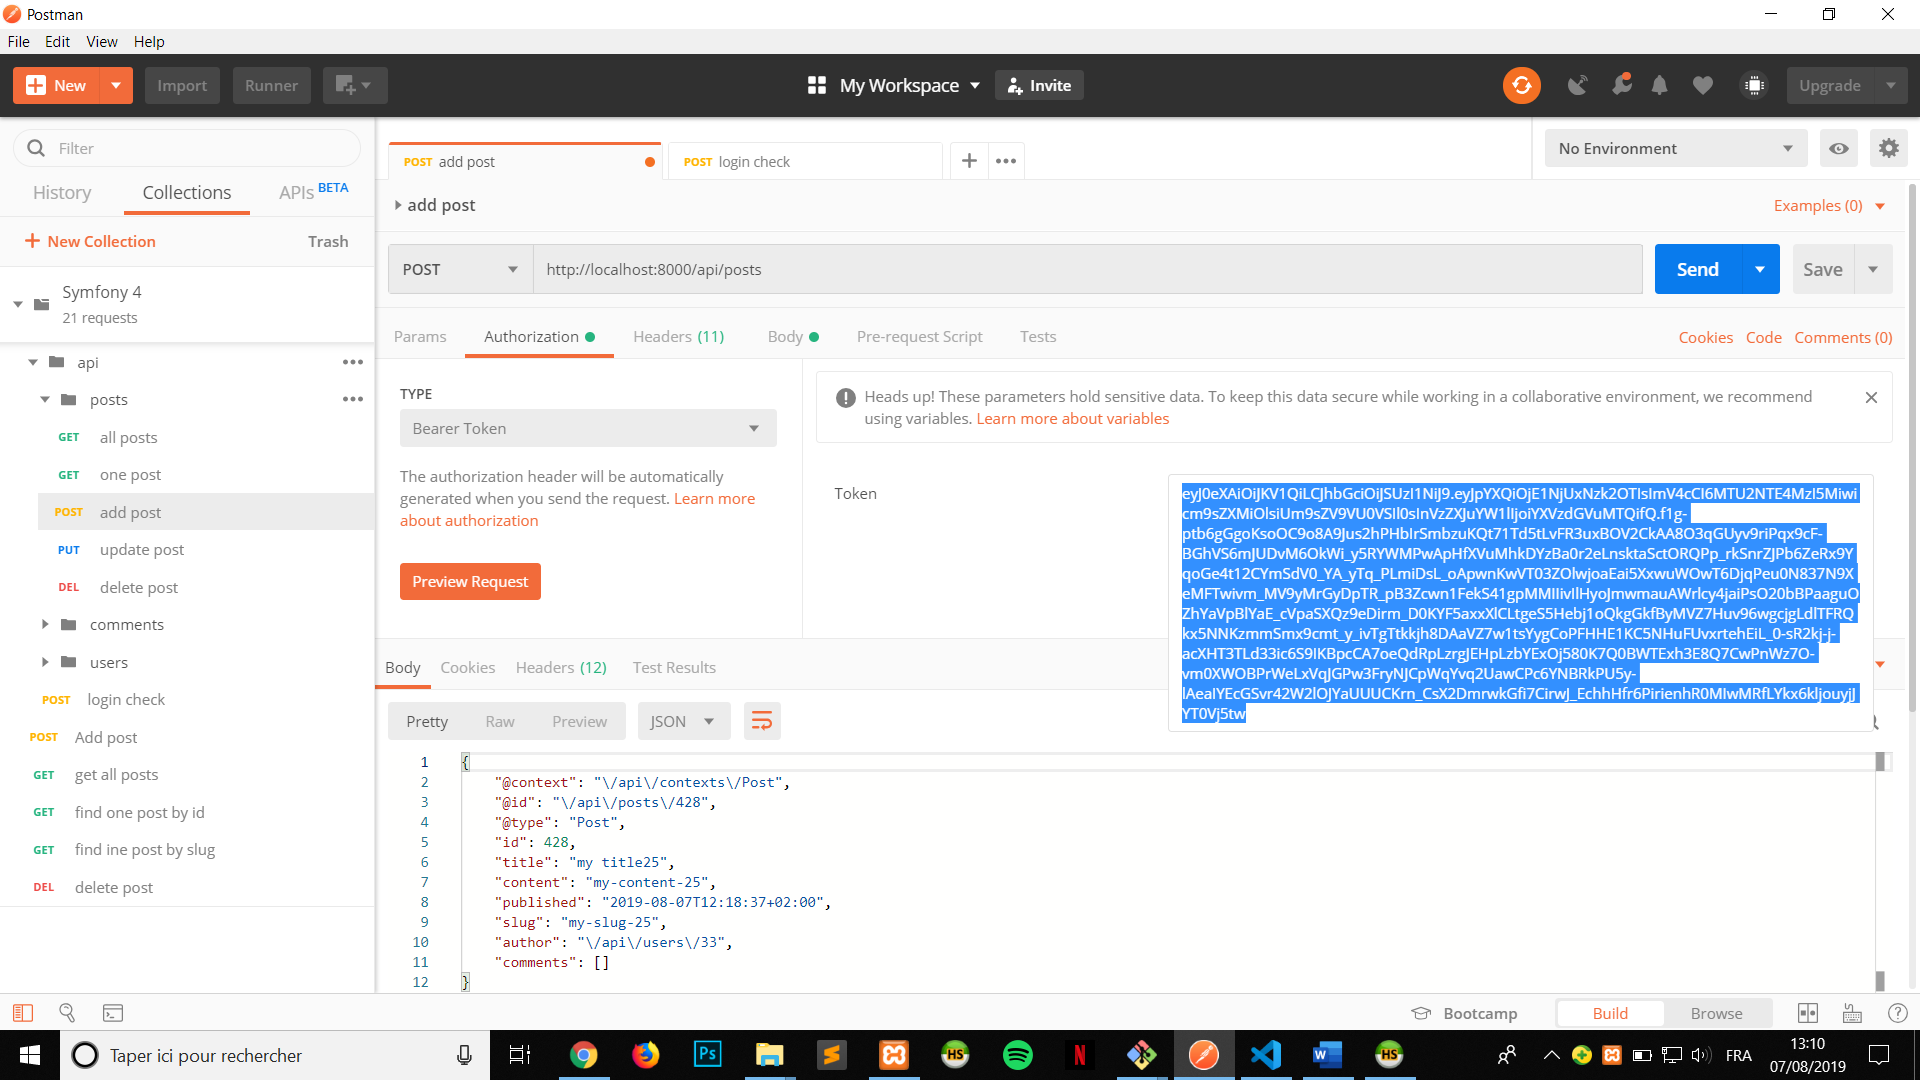 Postman
File Edit View Help
New Import Runner My Workspace Invite Upgrade
Filter
History Collections APIs BETA
New Collection Trash
Symfony 4
21 requests
api
posts
GET all posts
GET one post
POST add post
PUT update post
DEL delete post
comments
users
POST login check
POST Add post
GET get all posts
GET find one post by id
GET find ine post by slug
DEL delete post
POST add post POST login check
No Environment
add post Examples (0)
POST http://localhost:8000/api/posts Send Save
Params Authorization Headers (11) Body Pre-request Script Tests Cookies Code Comments (0)
TYPE
Bearer Token
The authorization header will be automatically
generated when you send the request. Learn more
about authorization
Preview Request
Heads up! These parameters hold sensitive data. To keep this data secure while working in a collaborative environment, we recommend
using variables. Learn more about variables
Token
Body Cookies Headers (12) Test Results
Pretty Raw Preview JSON
1 {
2 "@context": "\/api\/contexts\/Post",
3 "@id": "\/api\/posts\/428",
4 "@type": "Post",
5 "id": 428,
6 "title": "my title25",
7 "content": "my-content-25",
8 "published": "2019-08-07T12:18:37+02:00",
9 "slug": "my-slug-25",
10 "author": "\/api\/users\/33",
11 "comments": []
12 }
Bootcamp Build Browse
Taper ici pour rechercher
Ps
HS
N
W
HS
FRA
13:10
07/08/2019